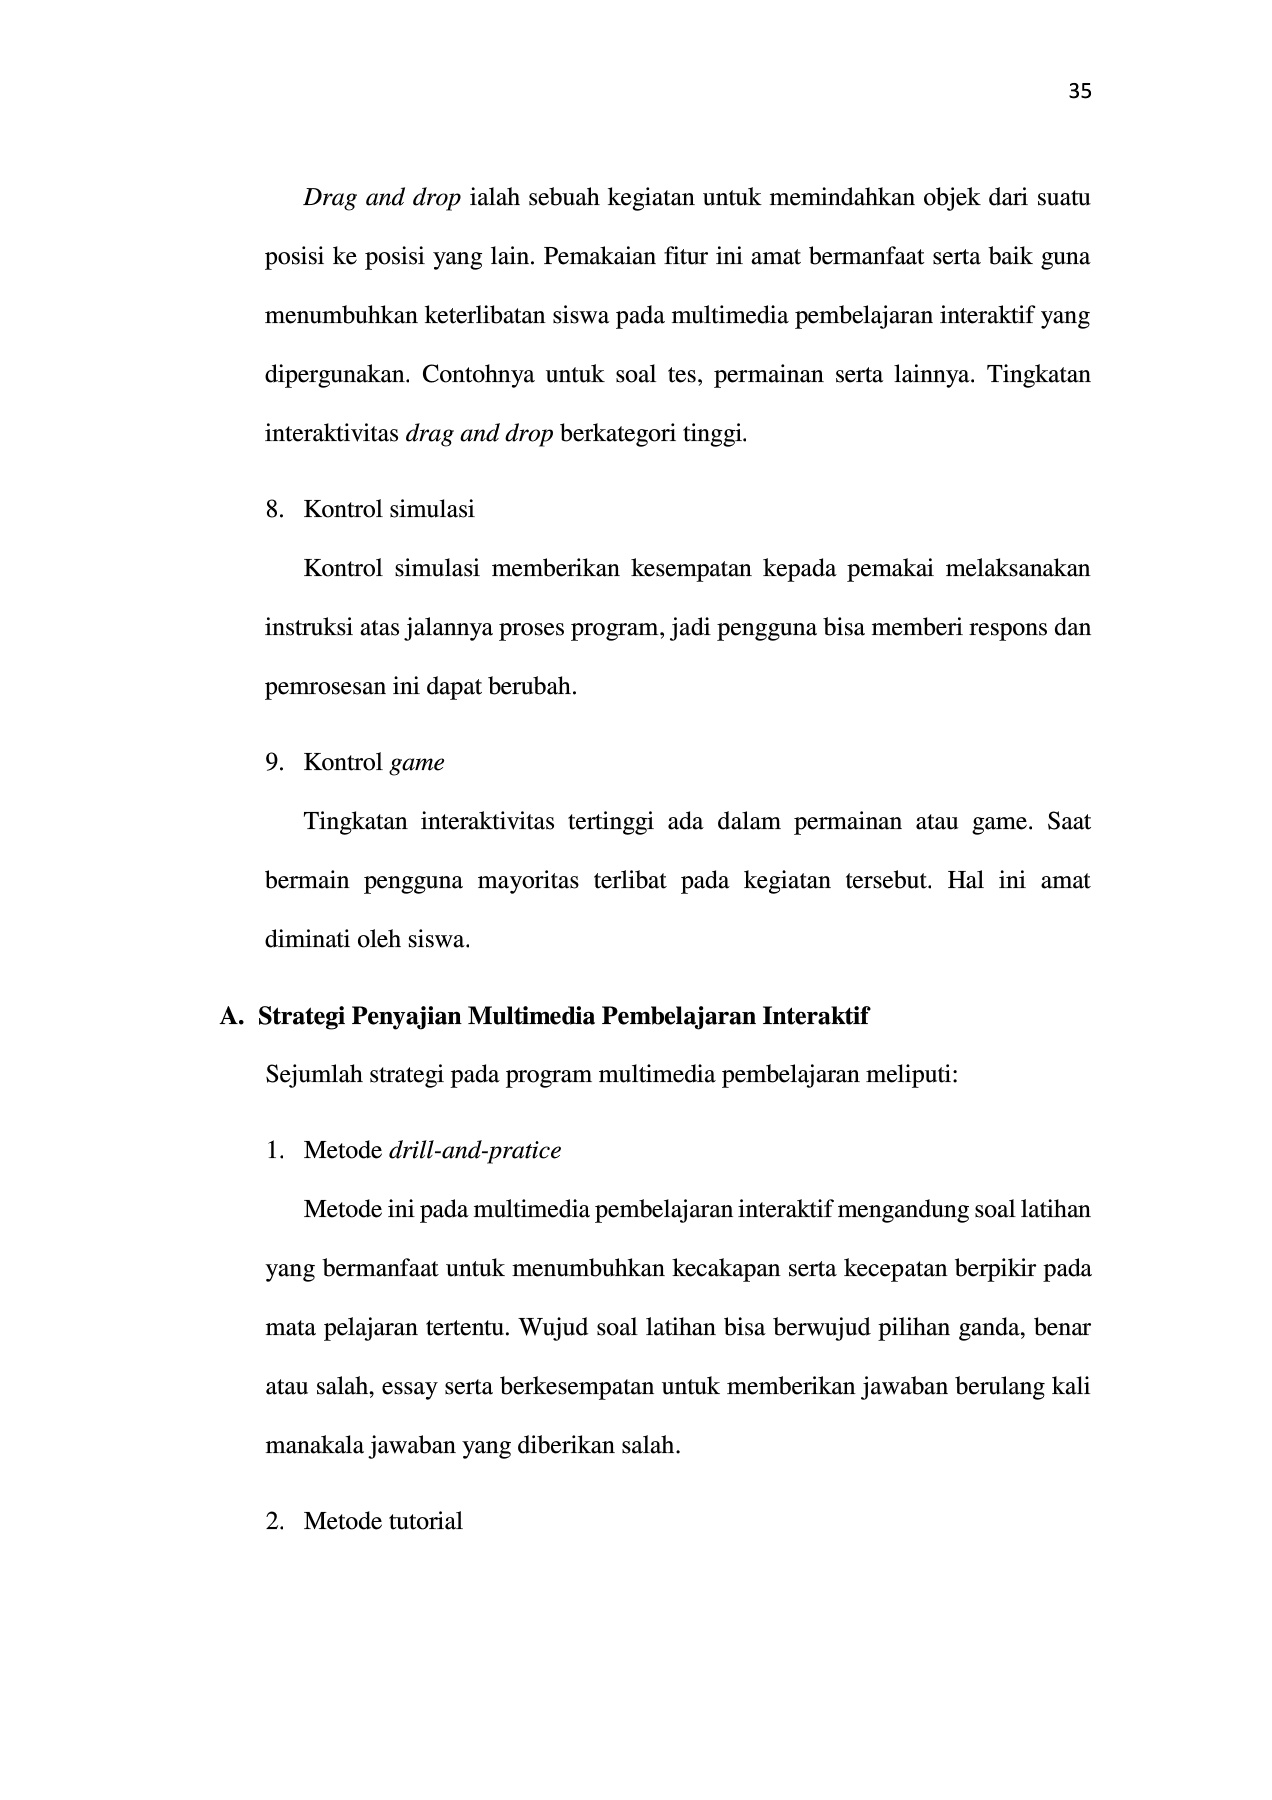 35
Drag and drop ialah sebuah kegiatan untuk memindahkan objek dari suatu
posisi ke posisi yang lain. Pemakaian fitur ini amat bermanfaat serta baik guna
menumbuhkan keterlibatan siswa pada multimedia pembelajaran interaktif yang
dipergunakan. Contohnya untuk soal tes, permainan serta lainnya. Tingkatan
interaktivitas drag and drop berkategori tinggi.
8. Kontrol simulasi
Kontrol simulasi memberikan kesempatan kepada pemakai melaksanakan
instruksi atas jalannya proses program, jadi pengguna bisa memberi respons dan
pemrosesan ini dapat berubah.
9. Kontrol game
Tingkatan interaktivitas tertinggi ada dalam permainan atau game. Saat
bermain pengguna mayoritas terlibat pada kegiatan tersebut. Hal ini amat
diminati oleh siswa.
A. Strategi Penyajian Multimedia Pembelajaran Interaktif
Sejumlah strategi pada program multimedia pembelajaran meliputi:
1. Metode drill-and-pratice
Metode ini pada multimedia pembelajaran interaktif mengandung soal latihan
yang bermanfaat untuk menumbuhkan kecakapan serta kecepatan berpikir pada
mata pelajaran tertentu. Wujud soal latihan bisa berwujud pilihan ganda, benar
atau salah, essay serta berkesempatan untuk memberikan jawaban berulang kali
manakala jawaban yang diberikan salah.
2. Metode tutorial